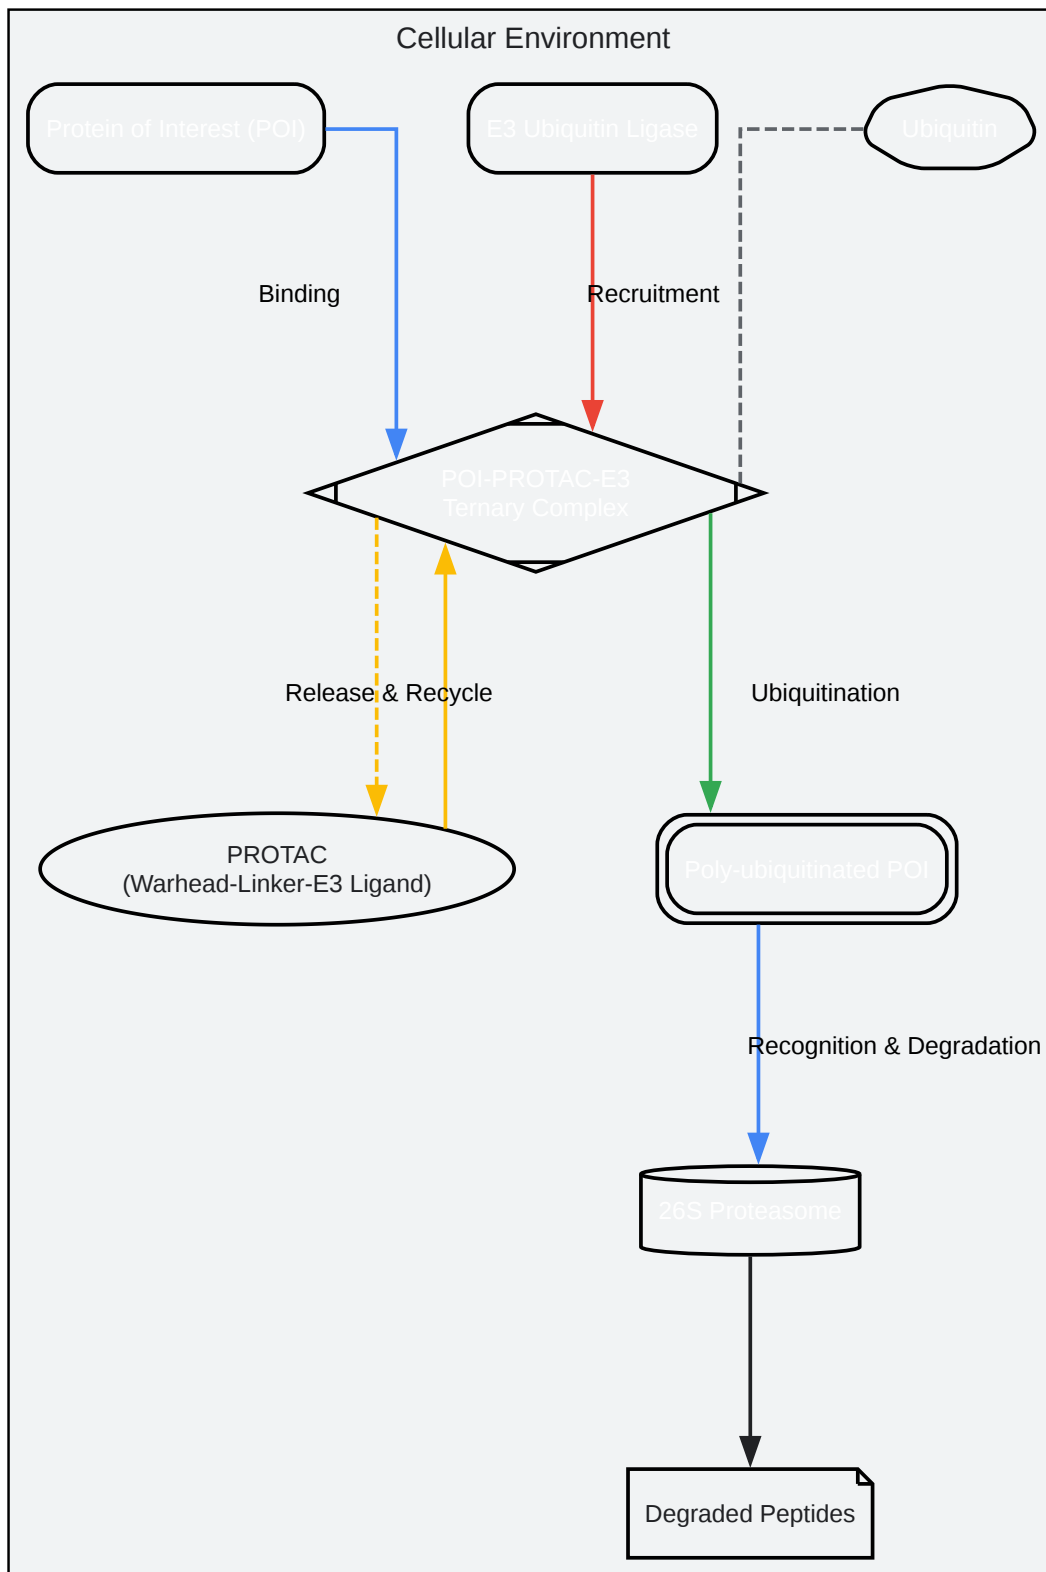 Cellular Environment
Protein of Interest (POI)
E3 Ubiquitin Ligase
Ubiquitin
Binding
Recruitment
POI-PROTAC-E3
Ternary Complex
Release & Recycle
Ubiquitination
PROTAC
(Warhead-Linker-E3 Ligand)
Poly-ubiquitinated POI
Recognition & Degradation
26S Proteasome
Degraded Peptides